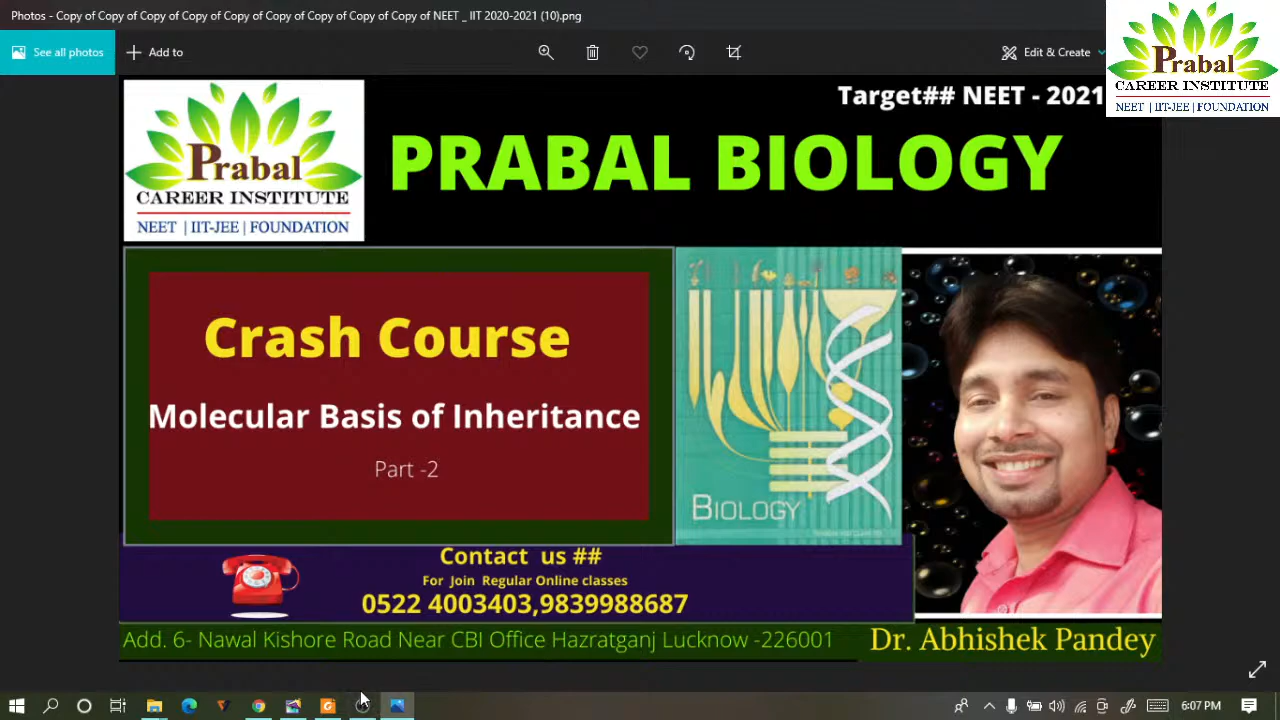 Photos - Copy of Copy of Copy of Copy of Copy of Copy of Copy of Copy of Copy of NEET _ IIT 2020-2021 (10).png
See all photos
Add to
Edit & Create
Prabal
CAREER INSTITUTE
NEET | IIT-JEE | FOUNDATION
Target## NEET - 2021
Prabal
CAREER INSTITUTE
NEET | IIT-JEE | FOUNDATION
PRABAL BIOLOGY
Crash Course
Molecular Basis of Inheritance
Part -2
BIOLOGY
Contact us ##
For Join Regular Online classes
0522 4003403,9839988687
Add. 6- Nawal Kishore Road Near CBI Office Hazratganj Lucknow -226001
Dr. Abhishek Pandey
6:07 PM